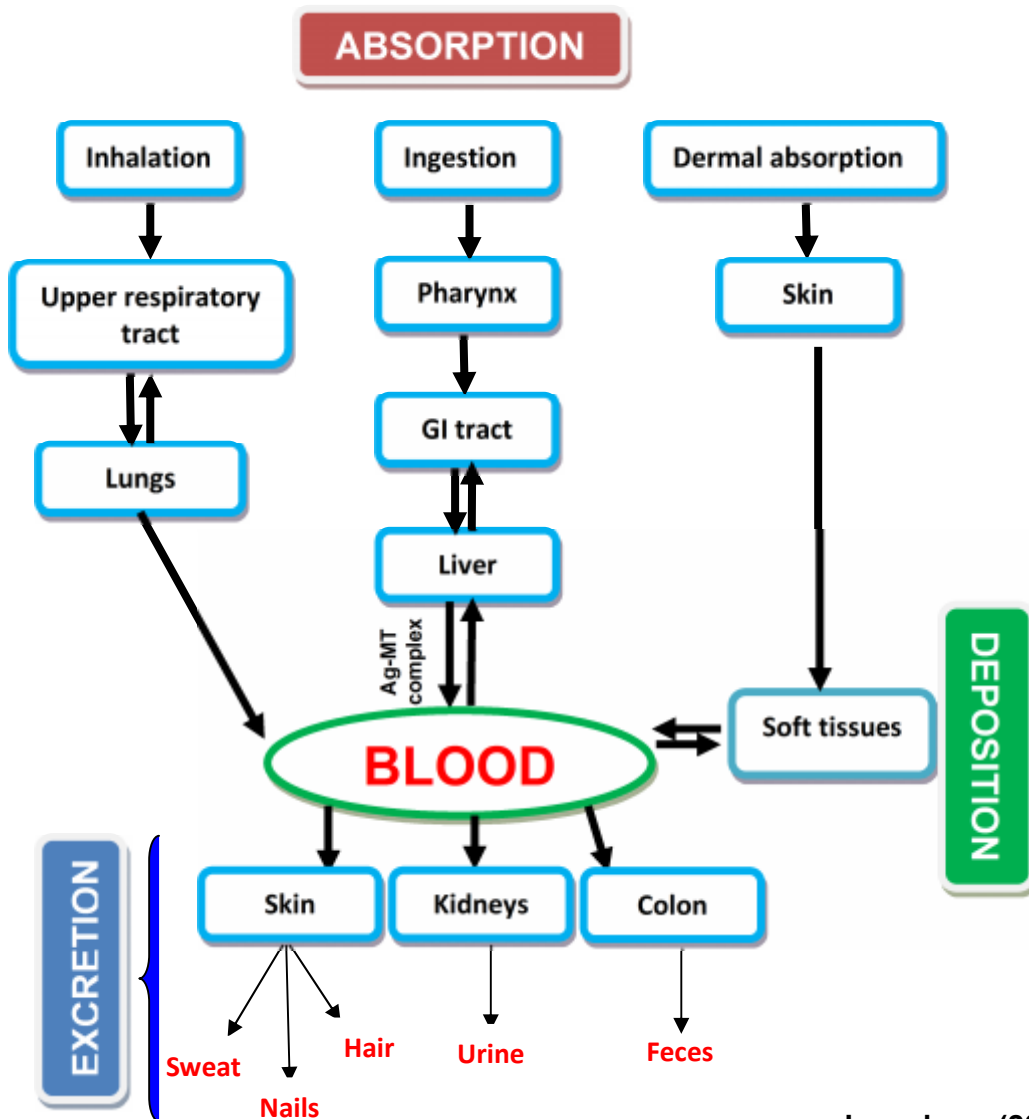 ABSORPTION
Inhalation
Ingestion
Dermal absorption
Upper respiratory
tract
Pharynx
Skin
GI tract
Lungs
Liver
Ag-MT
complex
DEPOSITION
Soft tissues
BLOOD
EXCRETION
Skin
Kidneys
Colon
Sweat
Nails
Hair
Urine
Feces